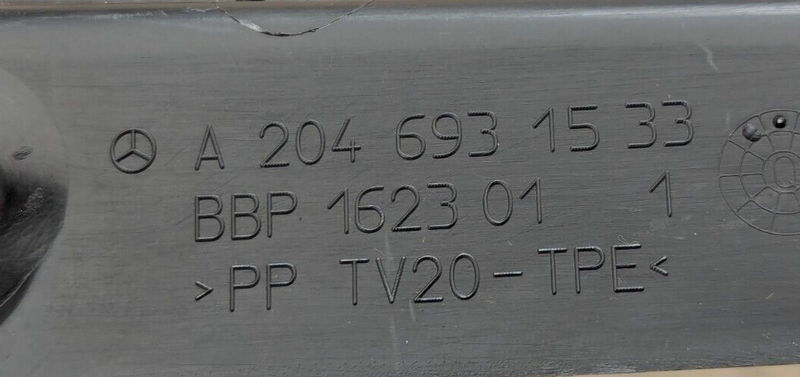 A 204 693 15 33
BBP 1623 01 1
>PP TV20-TPE<